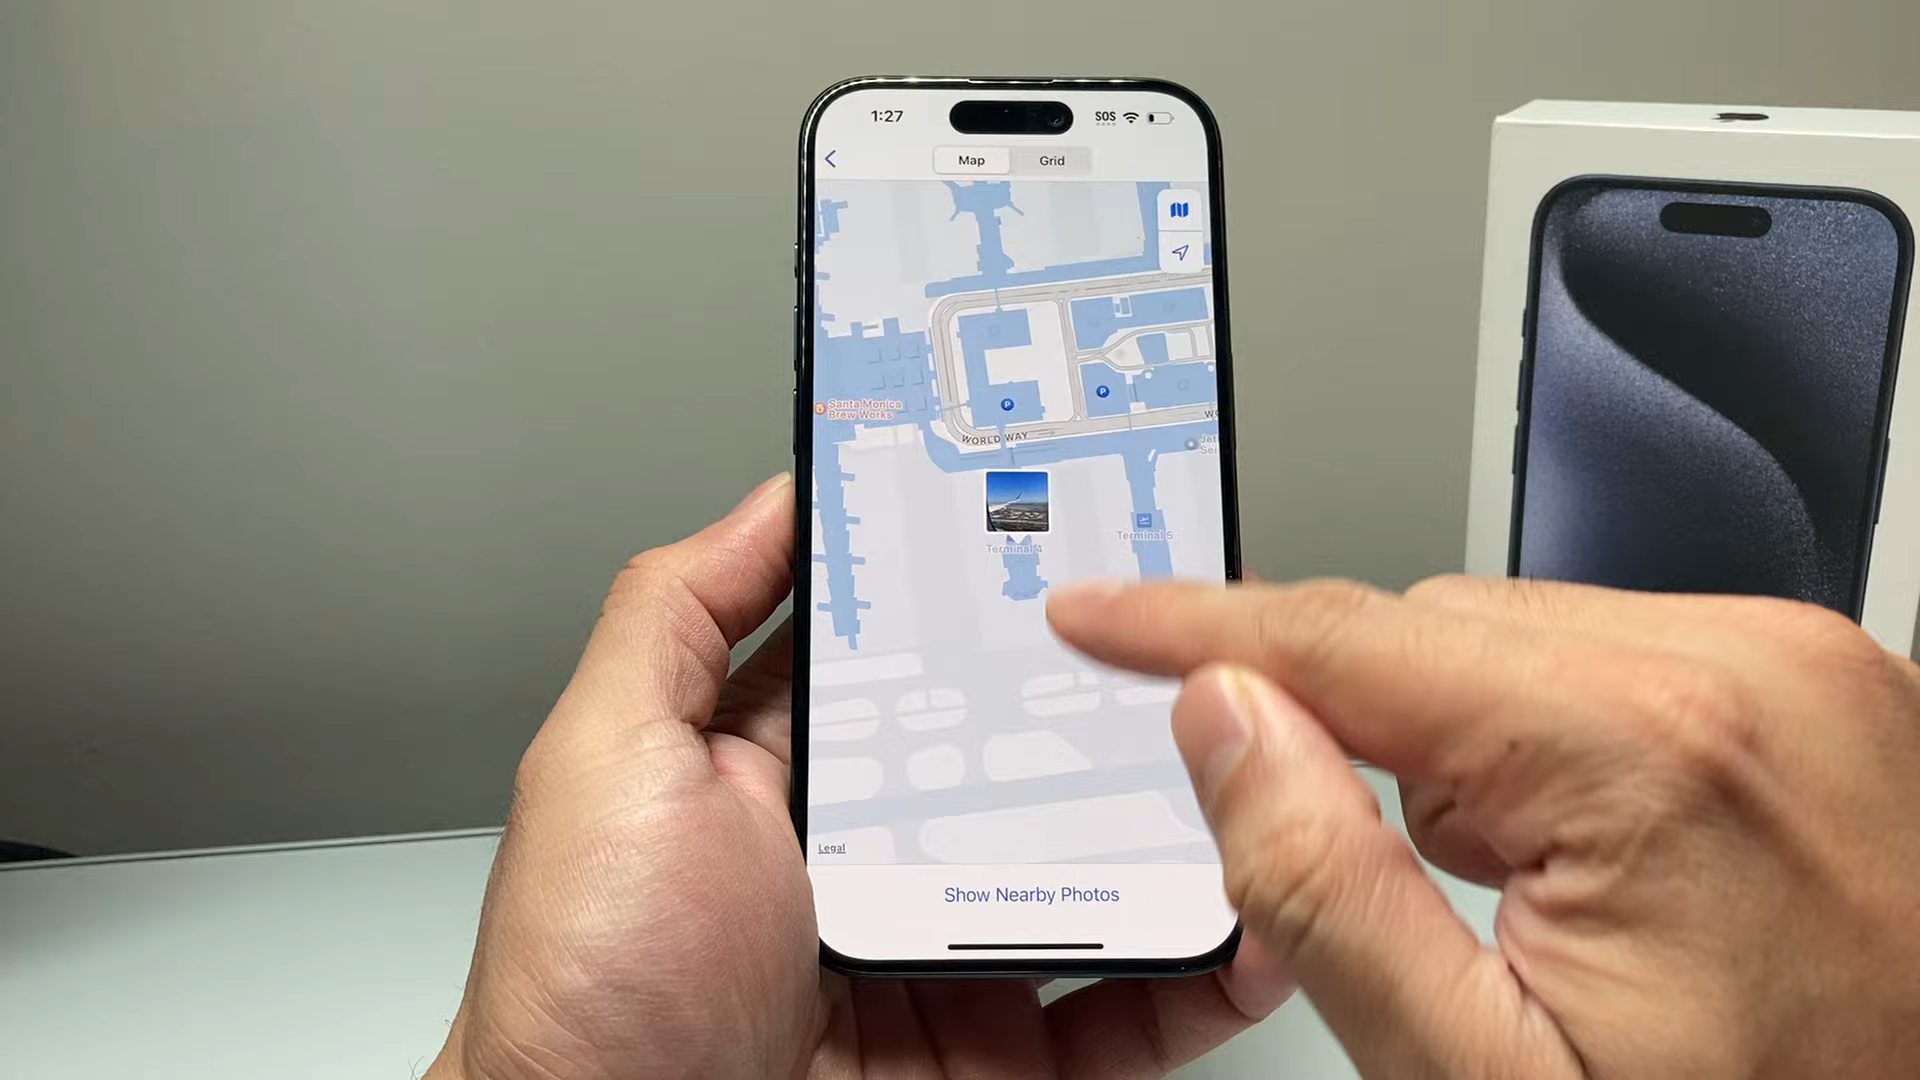 1:27
SOS
Map
Grid
Santa Monica
Brew Works
P
P
WORLD WAY
Terminal 4
Terminal 5
Legal
Show Nearby Photos